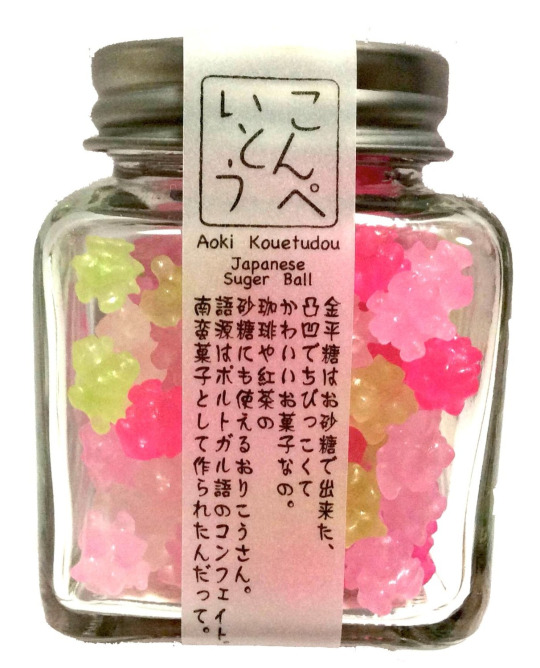 こんぺ
いとう
Aoki Kouetudou
Japanese
Suger Ball
金平糖はお砂糖で出来た、
凸凹でちびっこくて
かわいいお菓子なの。
珈琲や紅茶の
砂糖にも使えるおりこうさん。
語源はポルトガル語のコンフェイト。
南蛮菓子として作られたんだって。